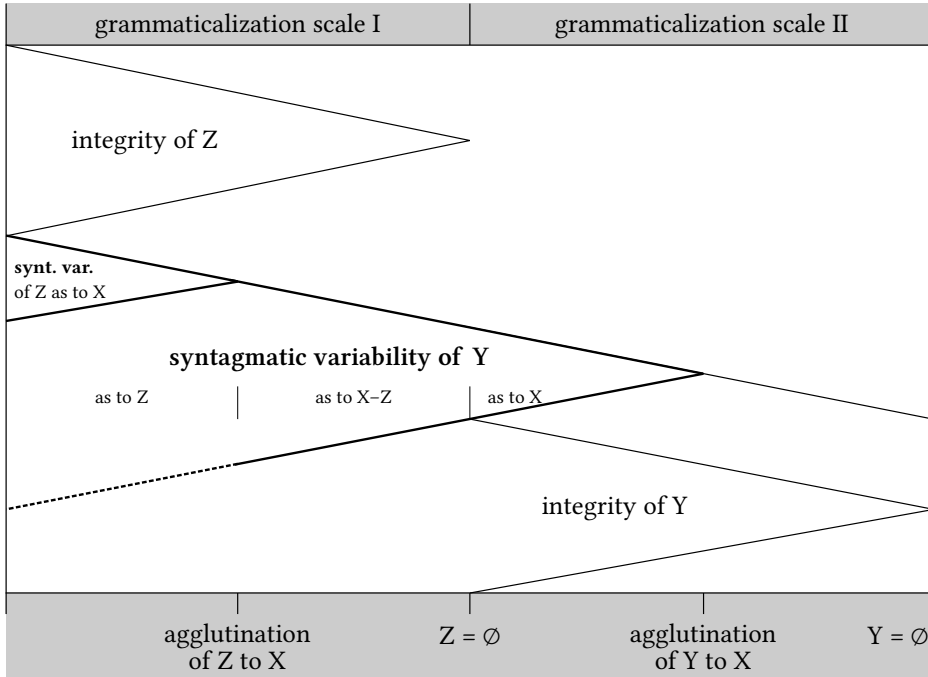 grammaticalization scale I
grammaticalization scale II
integrity of Z
synt. var.
of Z as to X
syntagmatic variability of Y
as to Z
as to X–Z
as to X
integrity of Y
agglutination
of Z to X
Z = ∅
agglutination
of Y to X
Y = ∅